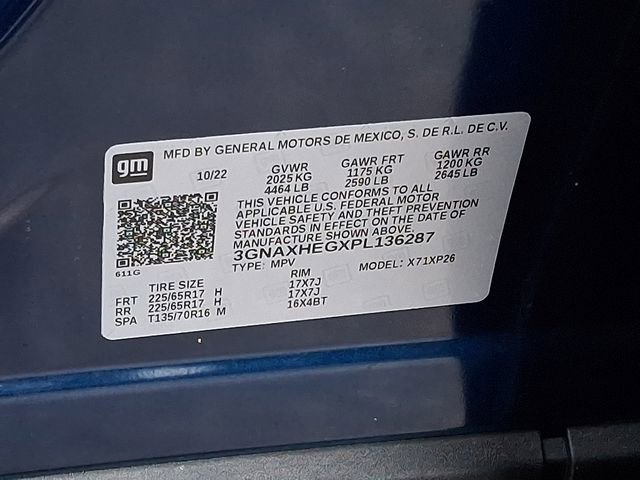 gm MFD BY GENERAL MOTORS DE MEXICO, S. DE R.L. DE C.V.
10/22 GVWR GAWR FRT GAWR RR
2025 KG 1175 KG 1200 KG
4464 LB 2590 LB 2645 LB
THIS VEHICLE CONFORMS TO ALL
APPLICABLE U.S. FEDERAL MOTOR
VEHICLE SAFETY AND THEFT PREVENTION
STANDARDS IN EFFECT ON THE DATE OF
MANUFACTURE SHOWN ABOVE.
3GNAXHEGXPL136287
611G TYPE: MPV MODEL: X71XP26
TIRE SIZE RIM
FRT 225/65R17 H 17X7J
RR 225/65R17 H 17X7J
SPA T135/70R16 M 16X4BT